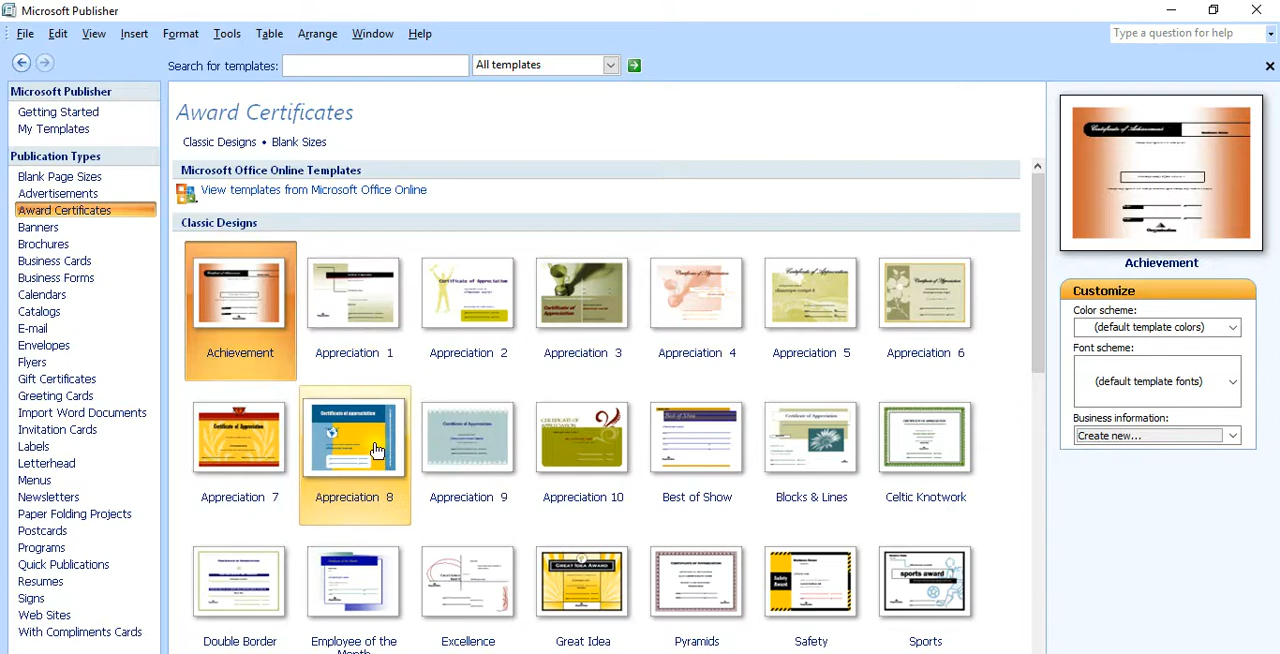 Microsoft Publisher
File Edit View Insert Format Tools Table Arrange Window Help
Type a question for help
Search for templates: All templates
Microsoft Publisher
Getting Started
My Templates
Publication Types
Blank Page Sizes
Advertisements
Award Certificates
Banners
Brochures
Business Cards
Business Forms
Calendars
Catalogs
E-mail
Envelopes
Flyers
Gift Certificates
Greeting Cards
Import Word Documents
Invitation Cards
Labels
Letterhead
Menus
Newsletters
Paper Folding Projects
Postcards
Programs
Quick Publications
Resumes
Signs
Web Sites
With Compliments Cards
Award Certificates
Classic Designs • Blank Sizes
Microsoft Office Online Templates
View templates from Microsoft Office Online
Classic Designs
Achievement
Appreciation 1
Appreciation 2
Appreciation 3
Appreciation 4
Appreciation 5
Appreciation 6
Appreciation 7
Appreciation 8
Appreciation 9
Appreciation 10
Best of Show
Blocks & Lines
Celtic Knotwork
Double Border
Employee of the
Month
Excellence
Great Idea
Pyramids
Safety
Sports
Certificate of Achievement
Achievement
Customize
Color scheme:
(default template colors)
Font scheme:
(default template fonts)
Business information:
Create new...